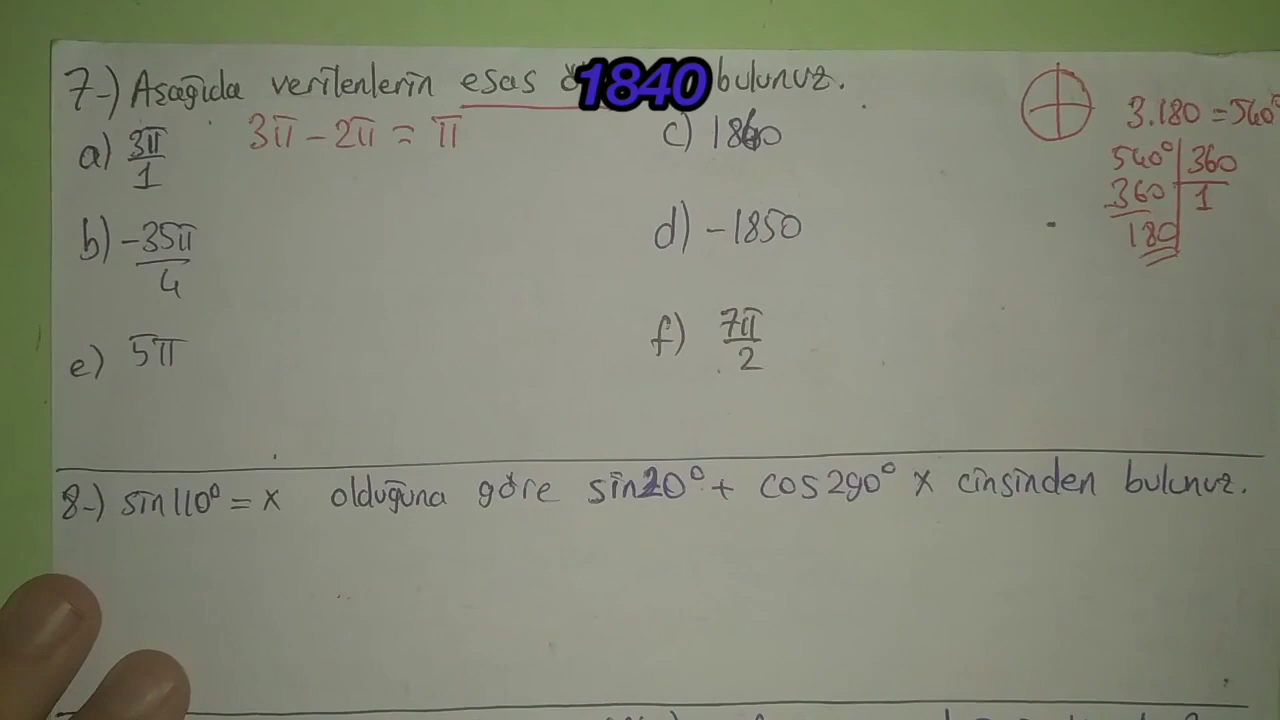 7-) Aşağıda verilenlerin esas 1840 bulunuz.
a) 3π/1 3π - 2π = π
c) 1840
3.180 = 540°
540° | 360
360 1
180
b) -35π/4
d) -1850
e) 5π
f) 7π/2
8-) sin110° = x olduğuna göre sin20° + cos290° x cinsinden bulunuz.